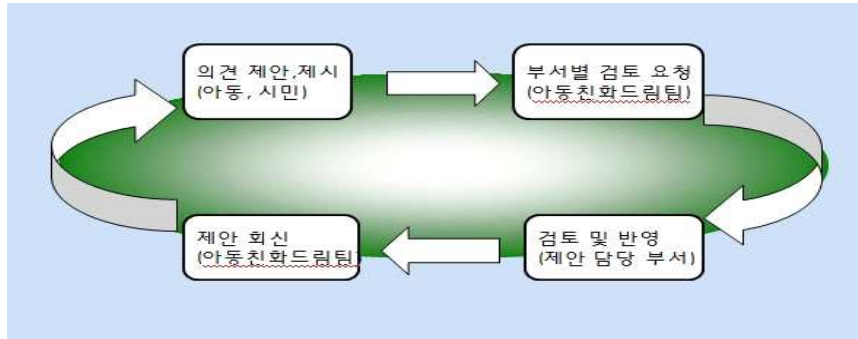 의견 제안,제시
(아동, 시민)
부서별 검토 요청
(아동친화드림팀)
제안 회신
(아동친화드림팀)
검토 및 반영
(제안 담당 부서)